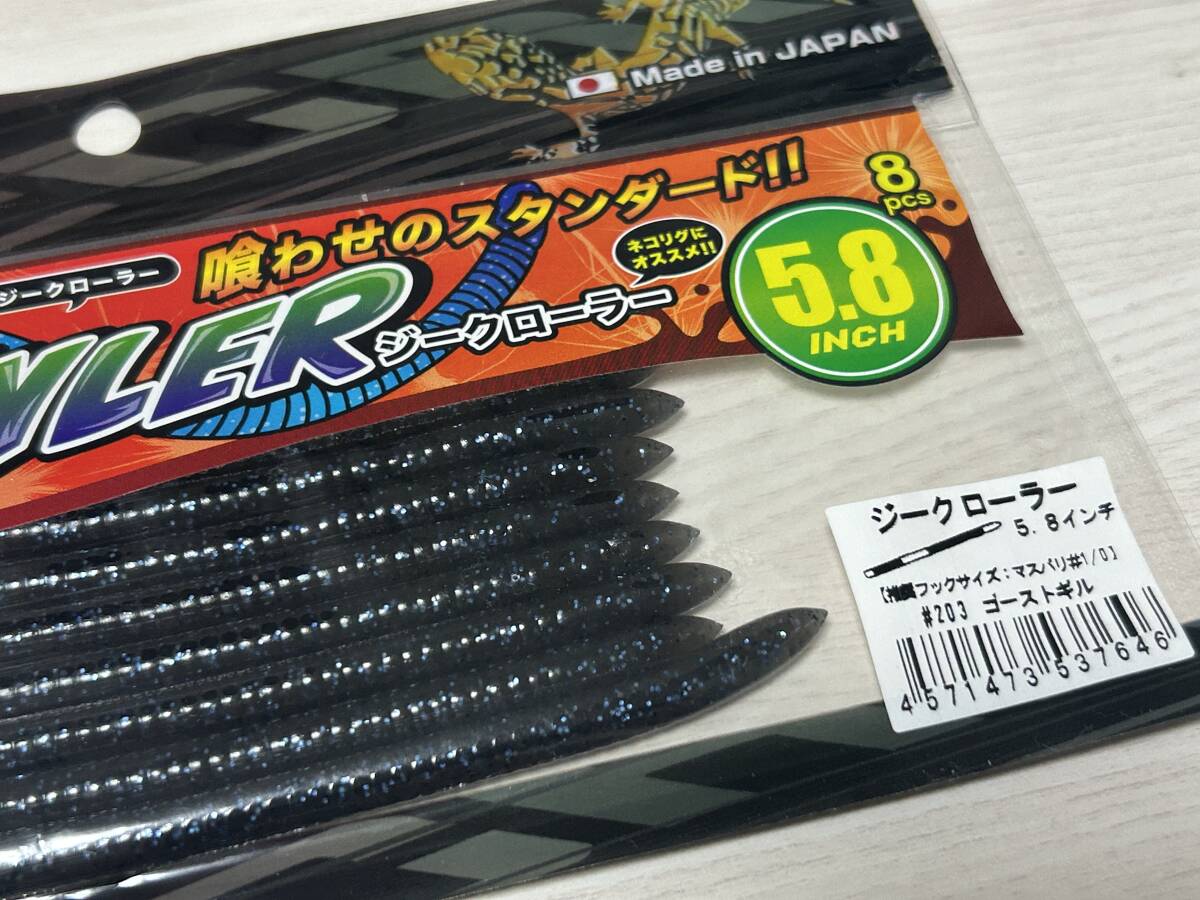 Made in JAPAN
喰わせのスタンダード!!
8
pcs
ジークローラー
ネコリグに
オススメ!!
5.8
INCH
WLER
ジークローラー
ジークローラー
5.8インチ
フックサイズ:マスバリ#1/0】
#203 ゴーストギル
4571473537646